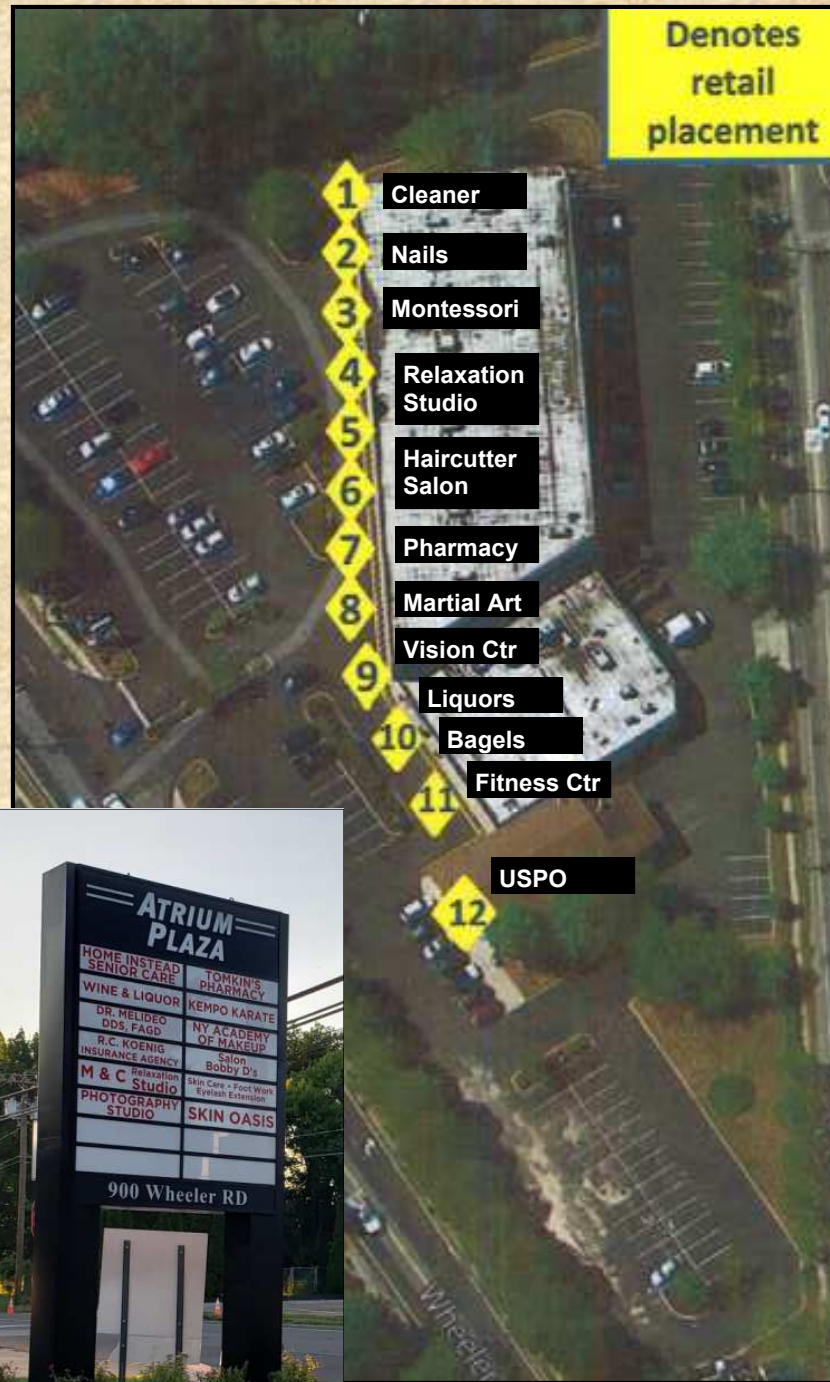 Denotes
retail
placement
1 Cleaner
2 Nails
3 Montessori
4 Relaxation
Studio
5
Haircutter
6 Salon
7 Pharmacy
8 Martial Art
Vision Ctr
9
Liquors
10 Bagels
Fitness Ctr
11
USPO
12
Wheeler
ATRIUM
PLAZA
HOME INSTEAD
SENIOR CARE
TOMKIN'S
PHARMACY
WINE & LIQUOR
KEMPO KARATE
DR. MELIDEO
DDS, FAGD
NY ACADEMY
OF MAKEUP
R.C. KOENIG
INSURANCE AGENCY
Salon
Bobby D's
M & C Relaxation
Studio
Skin Care • Foot Work
Eyelash Extension
PHOTOGRAPHY
STUDIO
SKIN OASIS
900 Wheeler RD